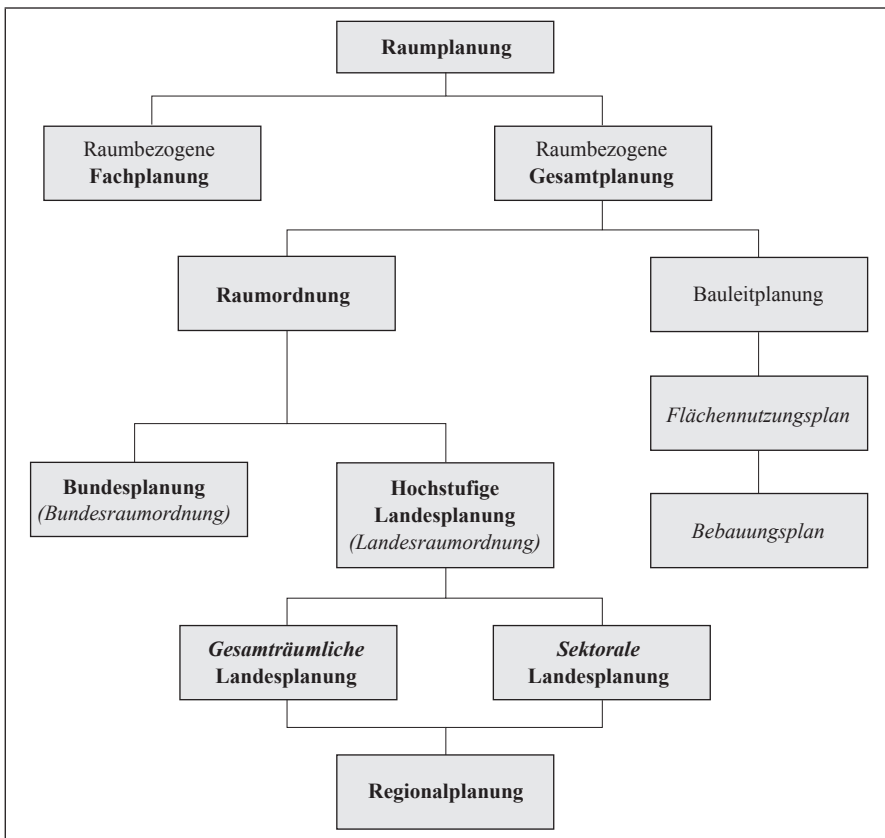 Raumplanung
Raumbezogene
Fachplanung
Raumbezogene
Gesamtplanung
Raumordnung
Bauleitplanung
Flächennutzungsplan
Bundesplanung
(Bundesraumordnung)
Hochstufige
Landesplanung
(Landesraumordnung)
Bebauungsplan
Gesamträumliche
Landesplanung
Sektorale
Landesplanung
Regionalplanung